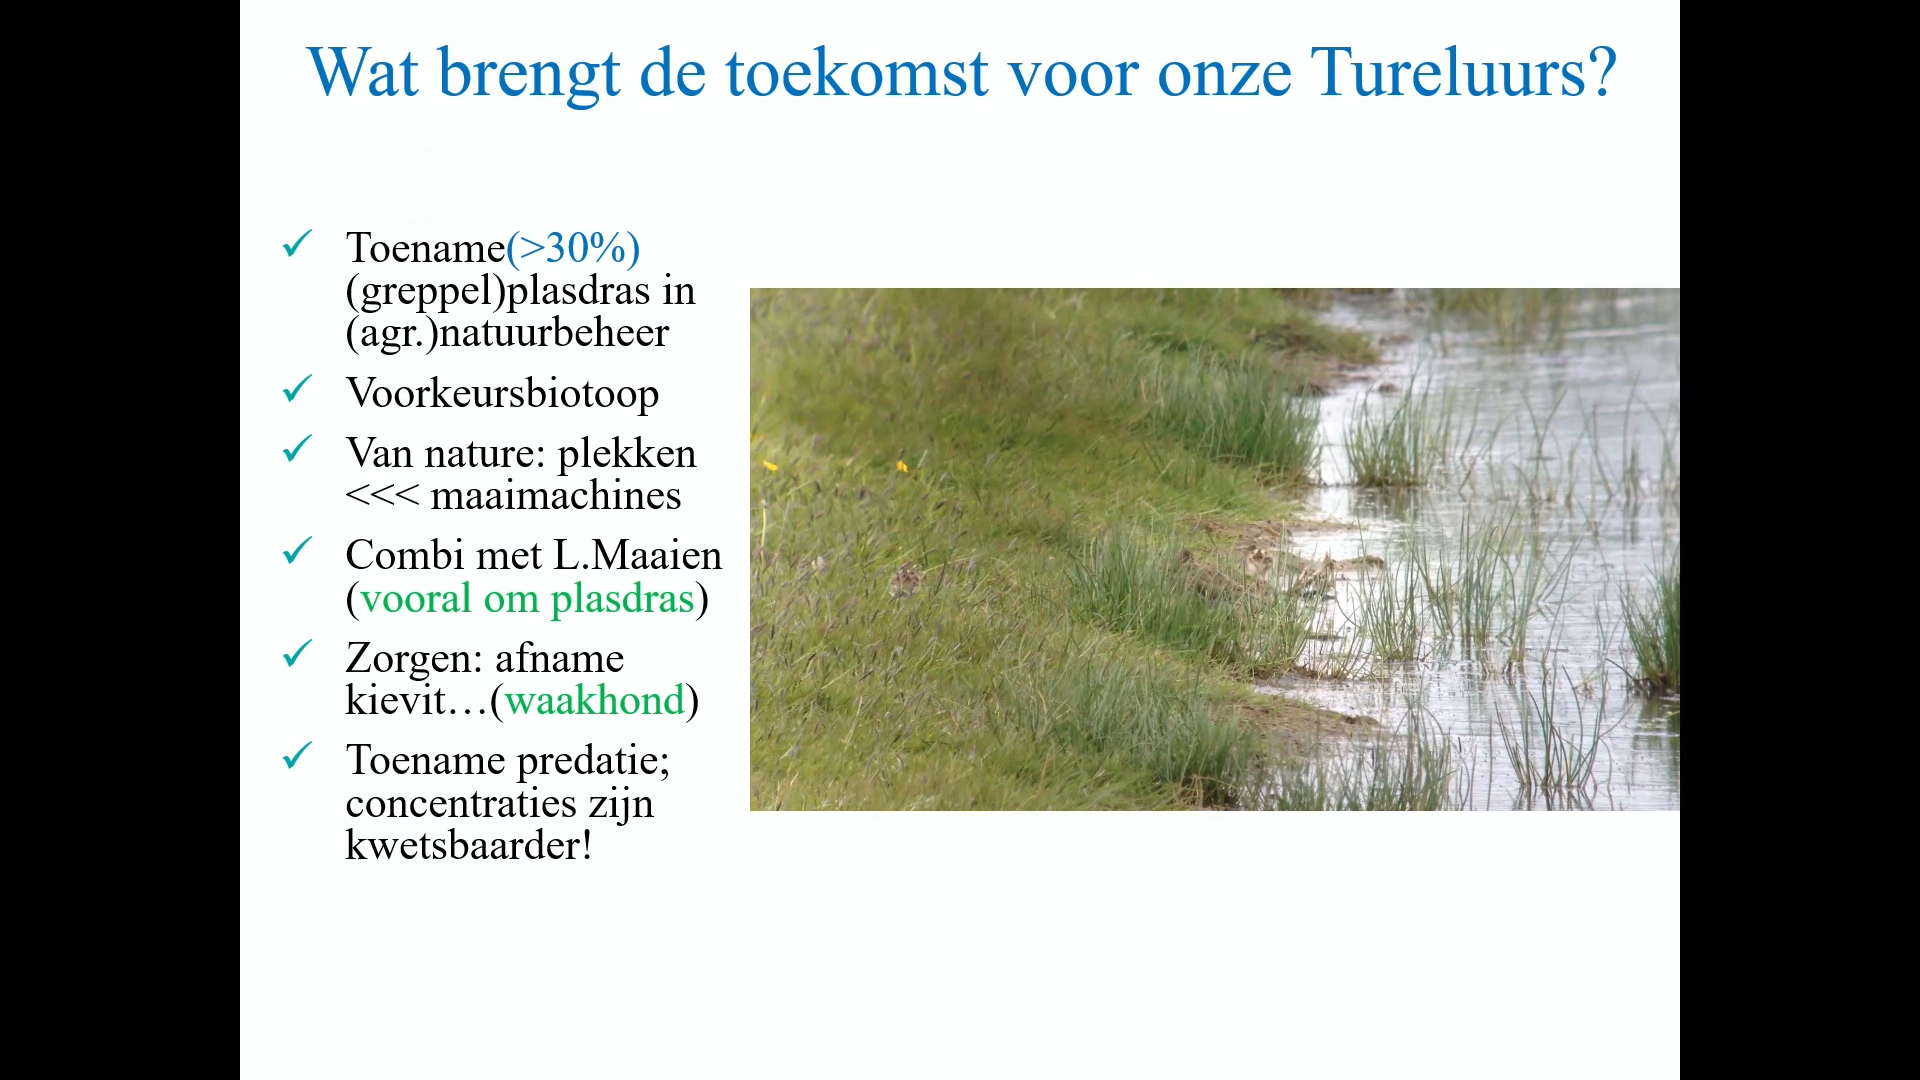 Wat brengt de toekomst voor onze Tureluurs?
Toename(>30%)
(greppel)plasdras in
(agr.)natuurbeheer
Voorkeursbiotoop
Van nature: plekken
<<< maaimachines
Combi met L.Maaien
(vooral om plasdras)
Zorgen: afname
kievit…(waakhond)
Toename predatie;
concentraties zijn
kwetsbaarder!